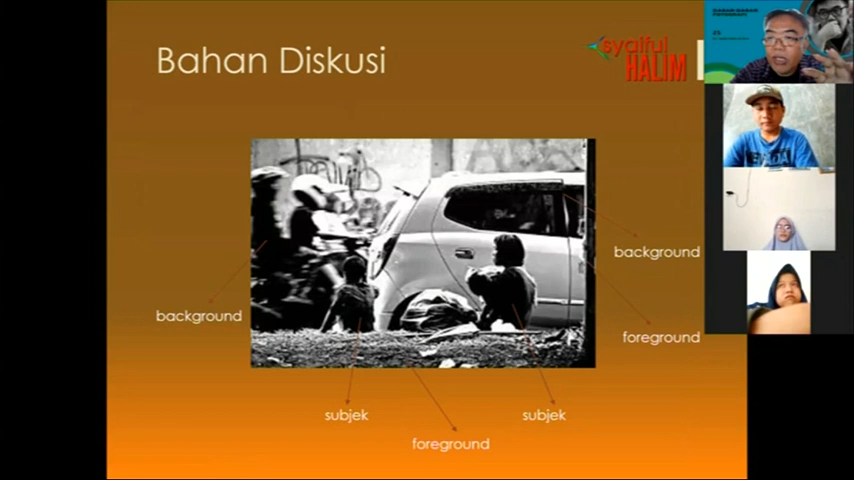 Bahan Diskusi
syaiful
HALIM
background
background
foreground
subjek
subjek
foreground